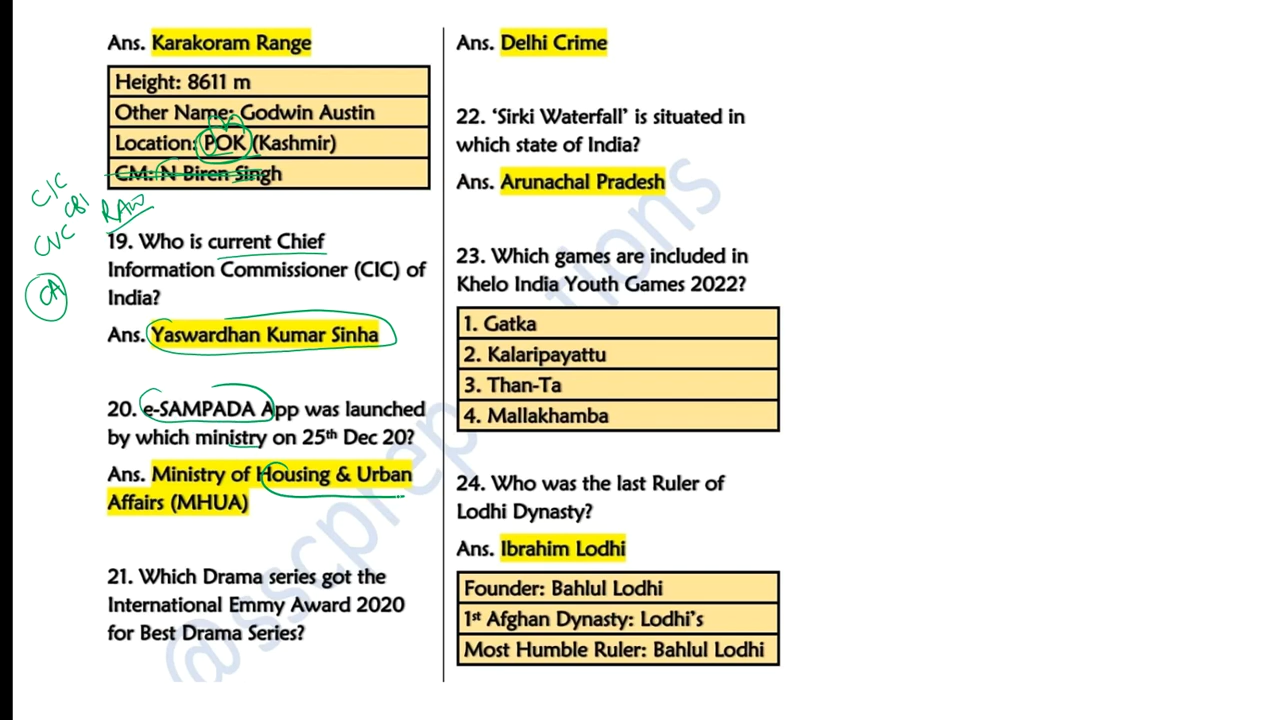 Ans. Karakoram Range
Height: 8611 m
Other Name: Godwin Austin
Location: POK (Kashmir)
CM: N Biren Singh
CIC
CBI
RAW
CVC
CA
19. Who is current Chief
Information Commissioner (CIC) of
India?
Ans. Yaswardhan Kumar Sinha
20. e-SAMPADA App was launched
by which ministry on 25th Dec 20?
Ans. Ministry of Housing & Urban
Affairs (MHUA)
21. Which Drama series got the
International Emmy Award 2020
for Best Drama Series?
Ans. Delhi Crime
22. ‘Sirki Waterfall’ is situated in
which state of India?
Ans. Arunachal Pradesh
23. Which games are included in
Khelo India Youth Games 2022?
1. Gatka
2. Kalaripayattu
3. Than-Ta
4. Mallakhamba
24. Who was the last Ruler of
Lodhi Dynasty?
Ans. Ibrahim Lodhi
Founder: Bahlul Lodhi
1st Afghan Dynasty: Lodhi’s
Most Humble Ruler: Bahlul Lodhi